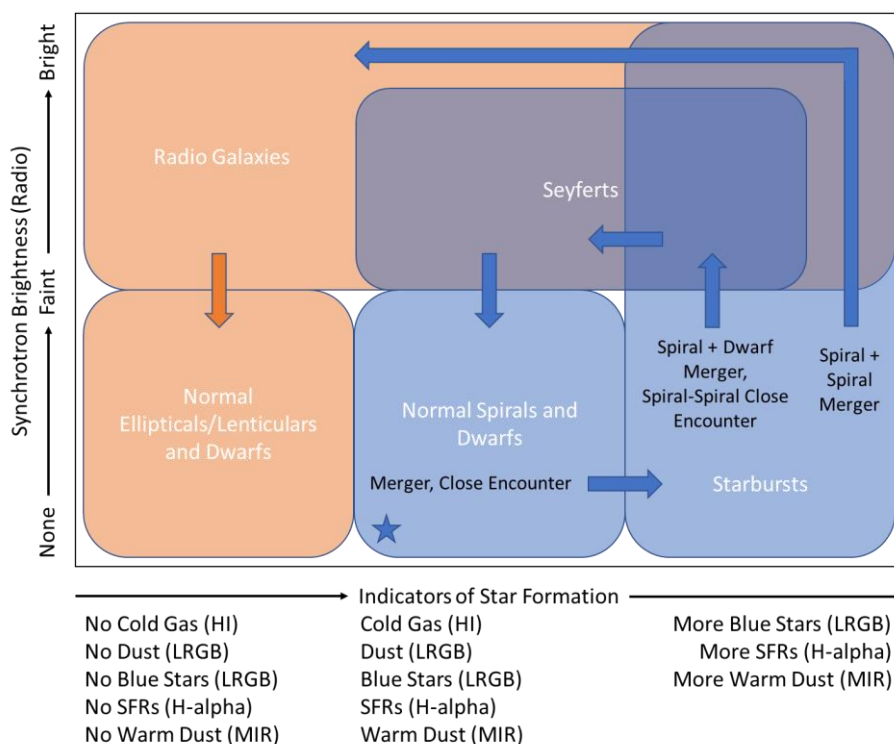 Synchrotron Brightness (Radio)
None
Faint
Bright
Radio Galaxies
Seyferts
Normal
Ellipticals/Lenticulars
and Dwarfs
Normal Spirals and
Dwarfs
Merger, Close Encounter
Spiral + Dwarf
Merger,
Spiral-Spiral Close
Encounter
Spiral +
Spiral
Merger
Starbursts
Indicators of Star Formation
No Cold Gas (HI)
No Dust (LRGB)
No Blue Stars (LRGB)
No SFRs (H-alpha)
No Warm Dust (MIR)
Cold Gas (HI)
Dust (LRGB)
Blue Stars (LRGB)
SFRs (H-alpha)
Warm Dust (MIR)
More Blue Stars (LRGB)
More SFRs (H-alpha)
More Warm Dust (MIR)